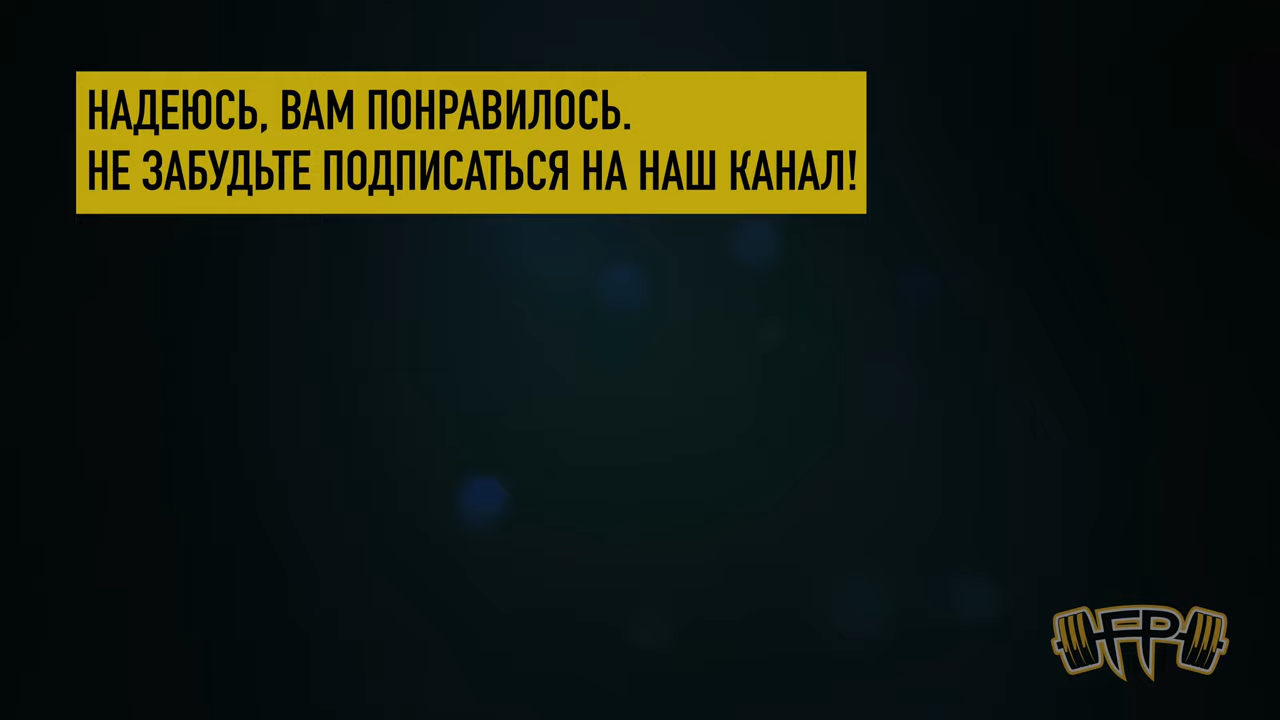 НАДЕЮСЬ, ВАМ ПОНРАВИЛОСЬ.
НЕ ЗАБУДЬТЕ ПОДПИСАТЬСЯ НА НАШ КАНАЛ!
FP